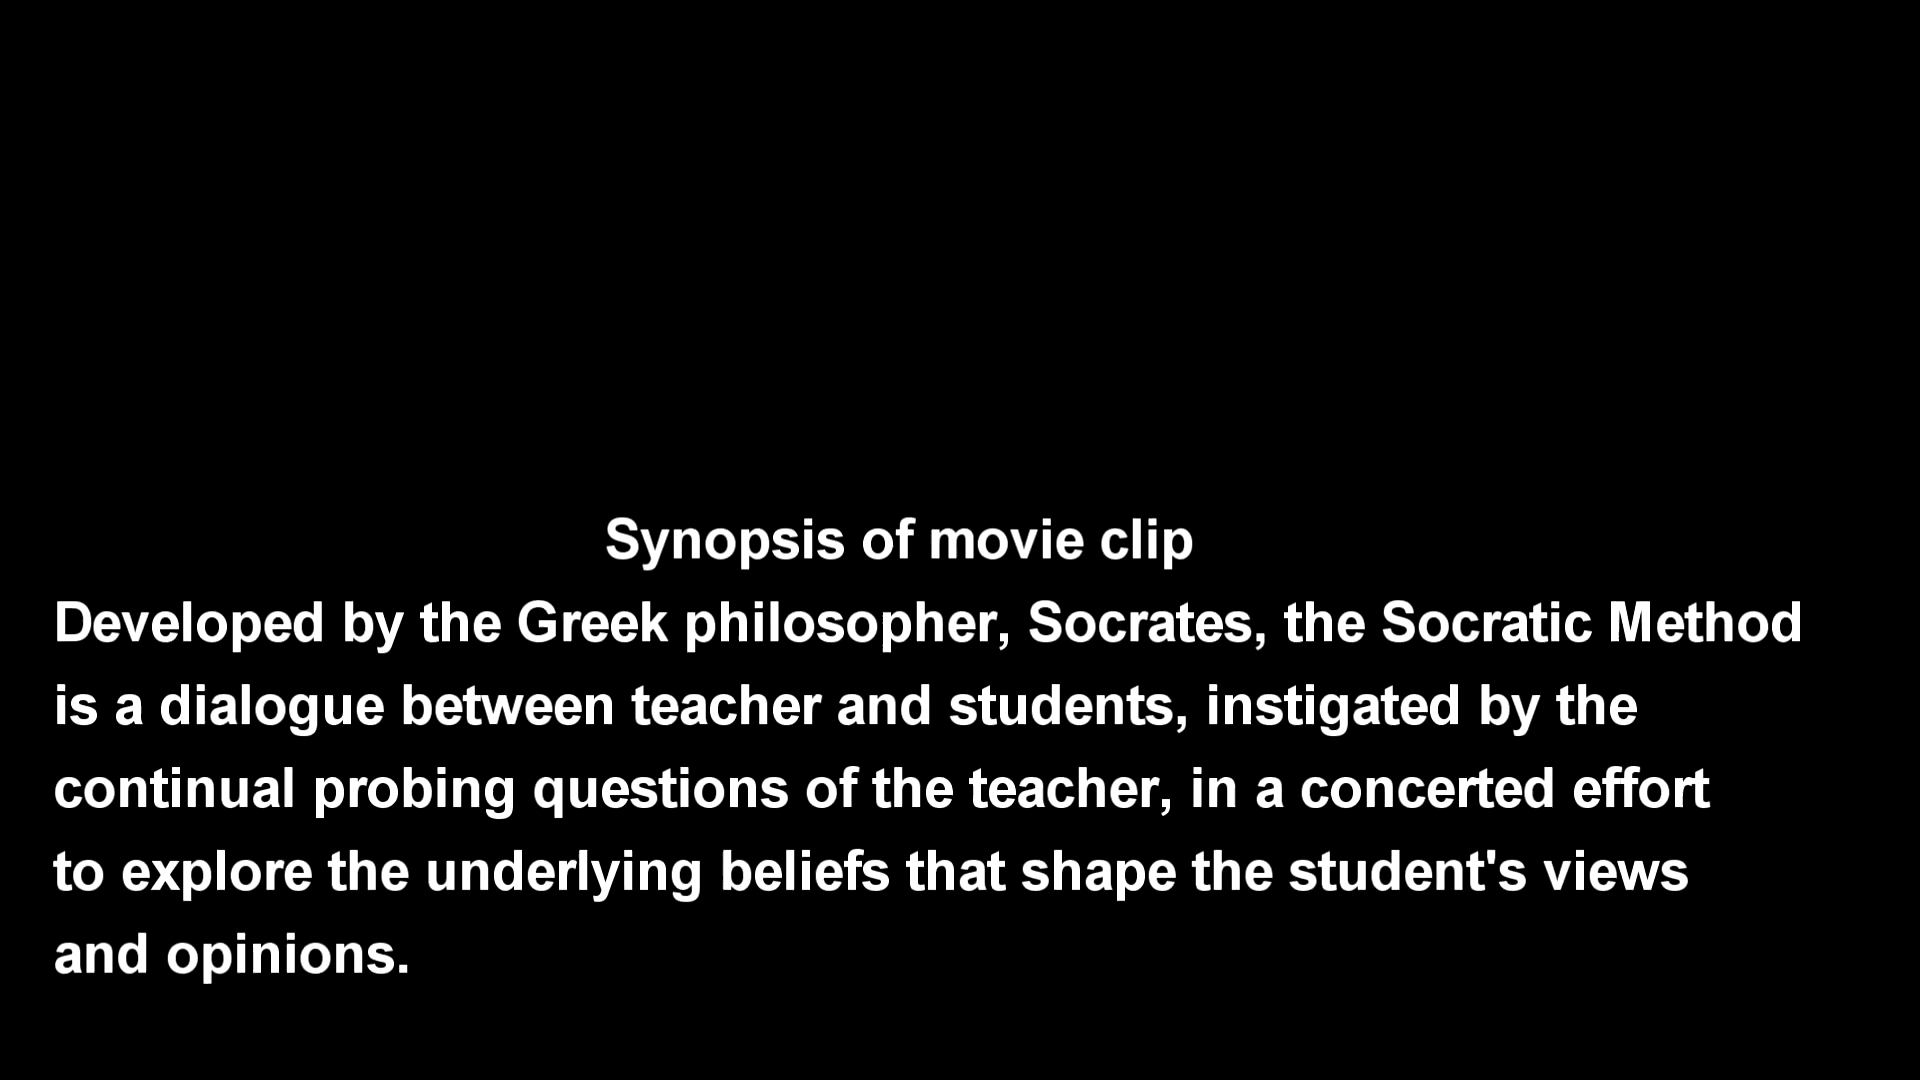 Synopsis of movie clip
Developed by the Greek philosopher, Socrates, the Socratic Method
is a dialogue between teacher and students, instigated by the
continual probing questions of the teacher, in a concerted effort
to explore the underlying beliefs that shape the student's views
and opinions.